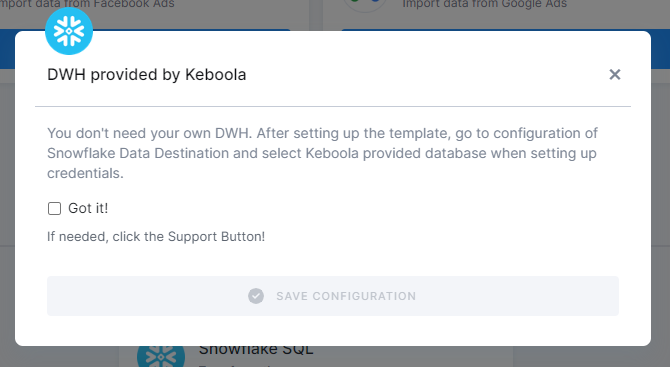 Import data from Facebook Ads
Import data from Google Ads
DWH provided by Keboola
You don't need your own DWH. After setting up the template, go to configuration of
Snowflake Data Destination and select Keboola provided database when setting up
credentials.
Got it!
If needed, click the Support Button!
SAVE CONFIGURATION
Snowflake SQL